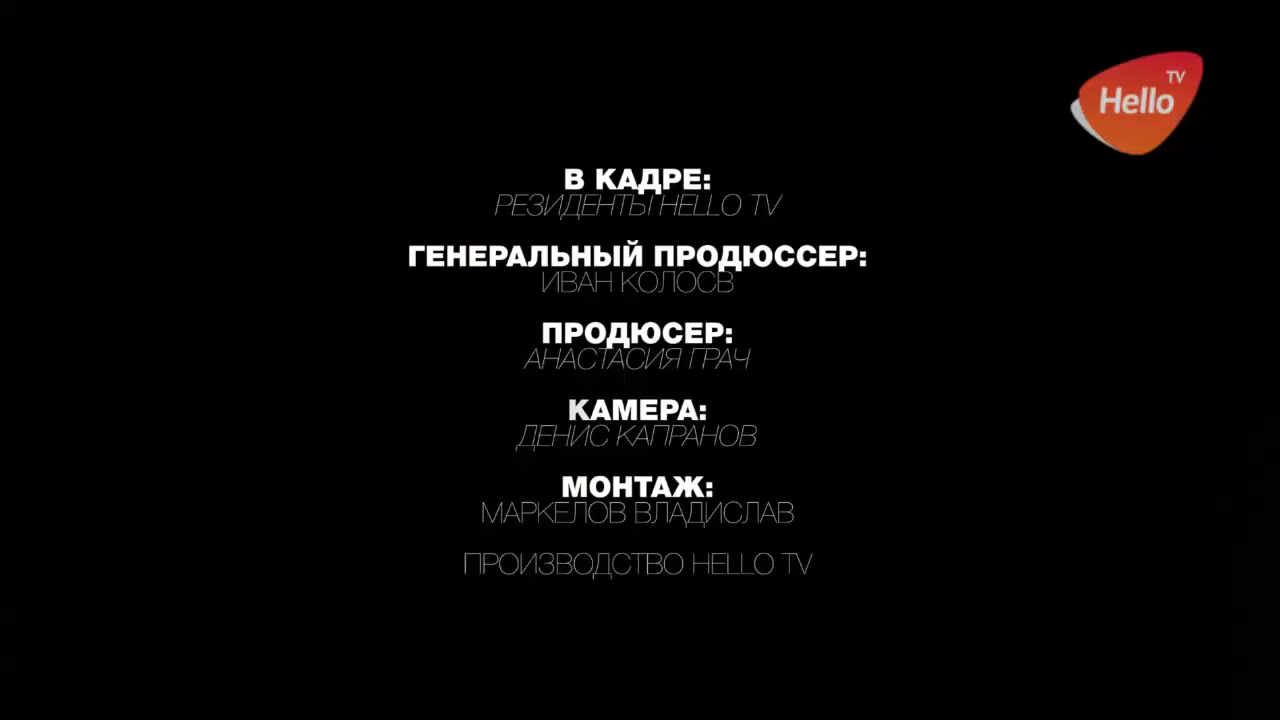 TV
Hello
В КАДРЕ:
РЕЗИДЕНТЫ HELLO TV
ГЕНЕРАЛЬНЫЙ ПРОДЮССЕР:
ИВАН КОЛОСВ
ПРОДЮСЕР:
АНАСТАСИЯ ГРАЧ
КАМЕРА:
ДЕНИС КАПРАНОВ
МОНТАЖ:
МАРКЕЛОВ ВЛАДИСЛАВ
ПРОИЗВОДСТВО HELLO TV